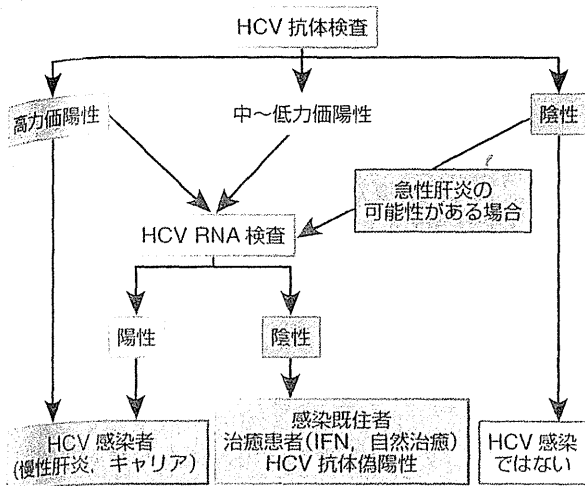 HCV 抗体検査
高力価陽性
中～低力価陽性
陰性
急性肝炎の
可能性がある場合
HCV RNA 検査
陽性
陰性
HCV 感染者
(慢性肝炎，キャリア)
感染既往者
治癒患者(IFN，自然治癒)
HCV 抗体偽陽性
HCV 感染
ではない